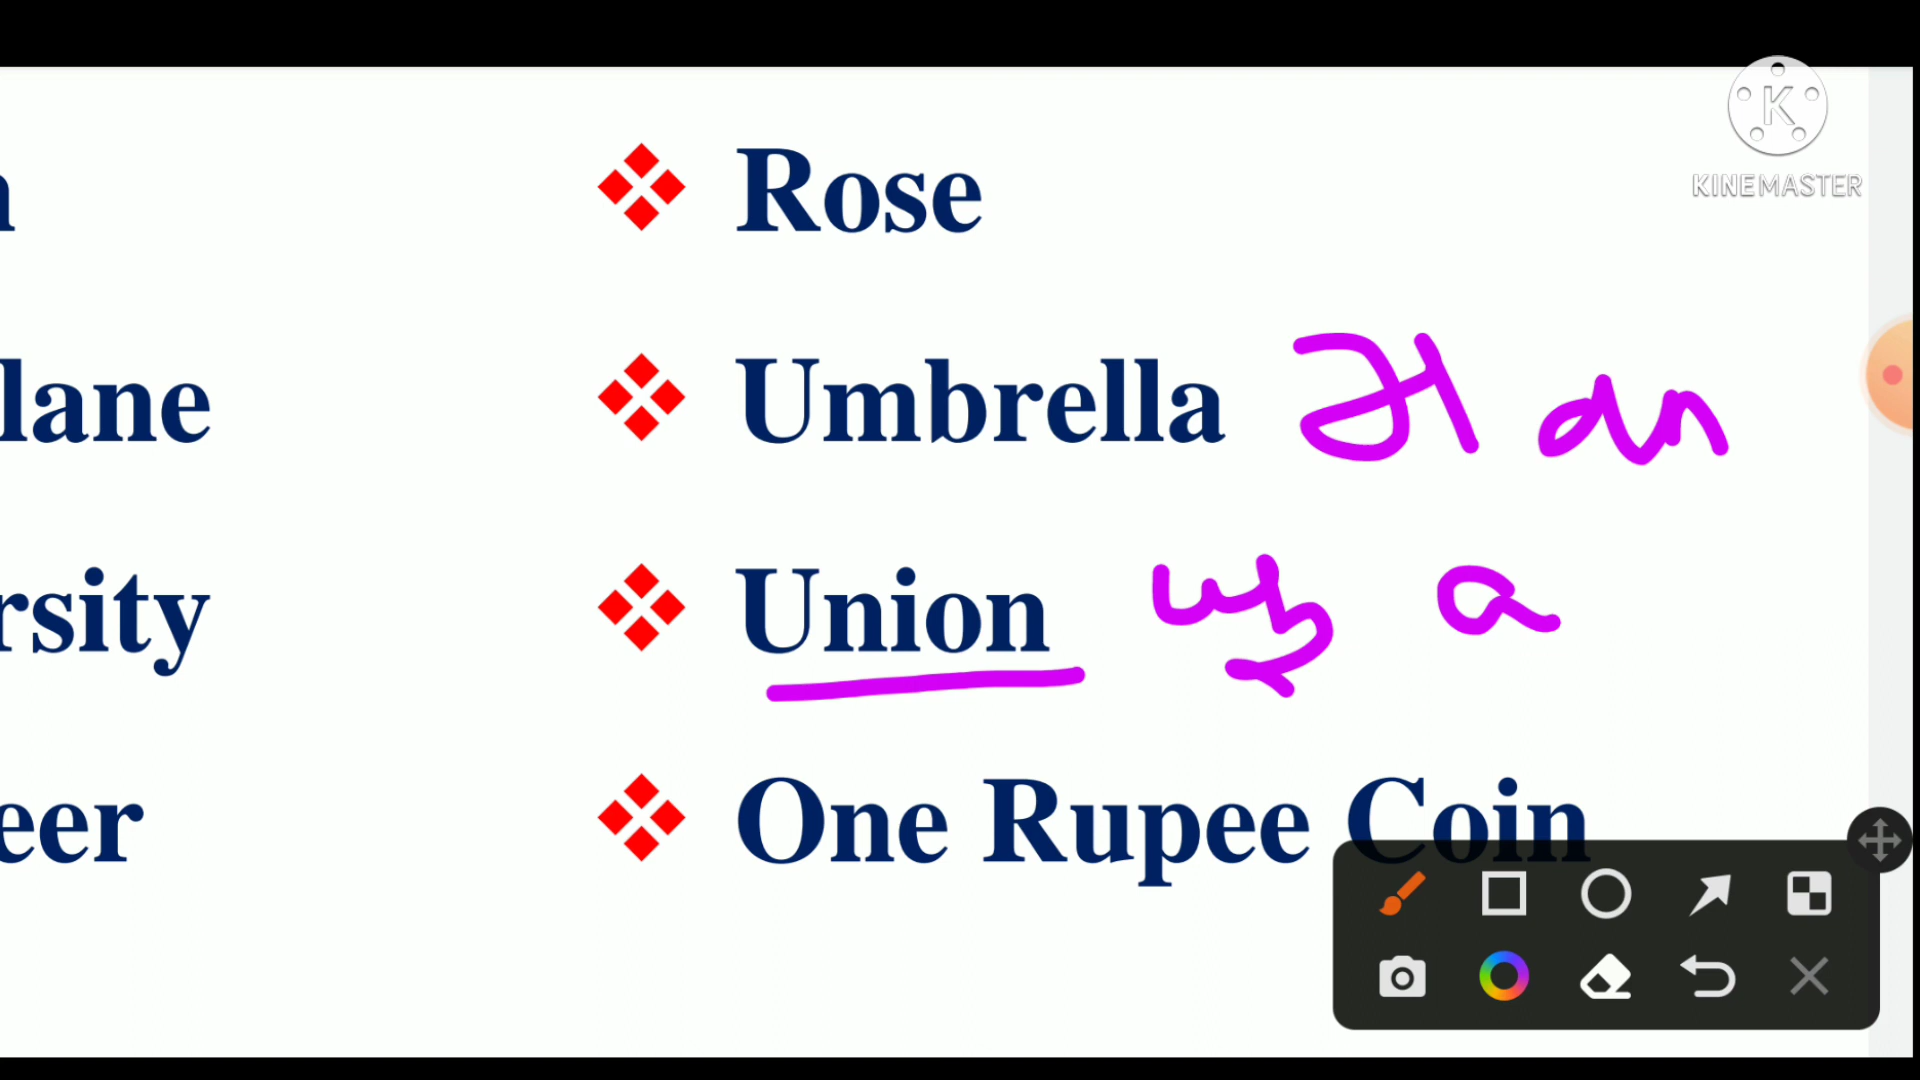 KINEMASTER
n Rose
lane Umbrella अ an
rsity Union यू a
eer One Rupee Coin